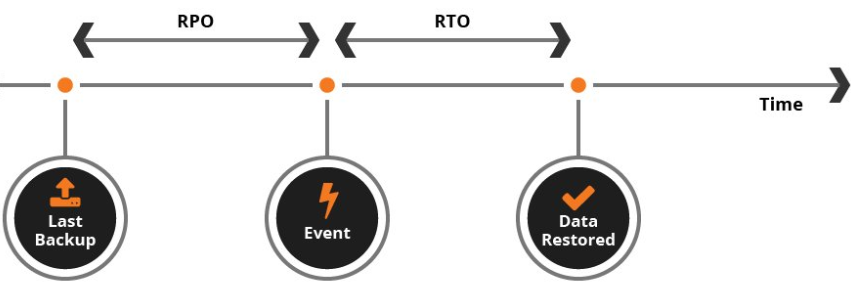 RPO
RTO
Time
Last
Backup
Event
Data
Restored